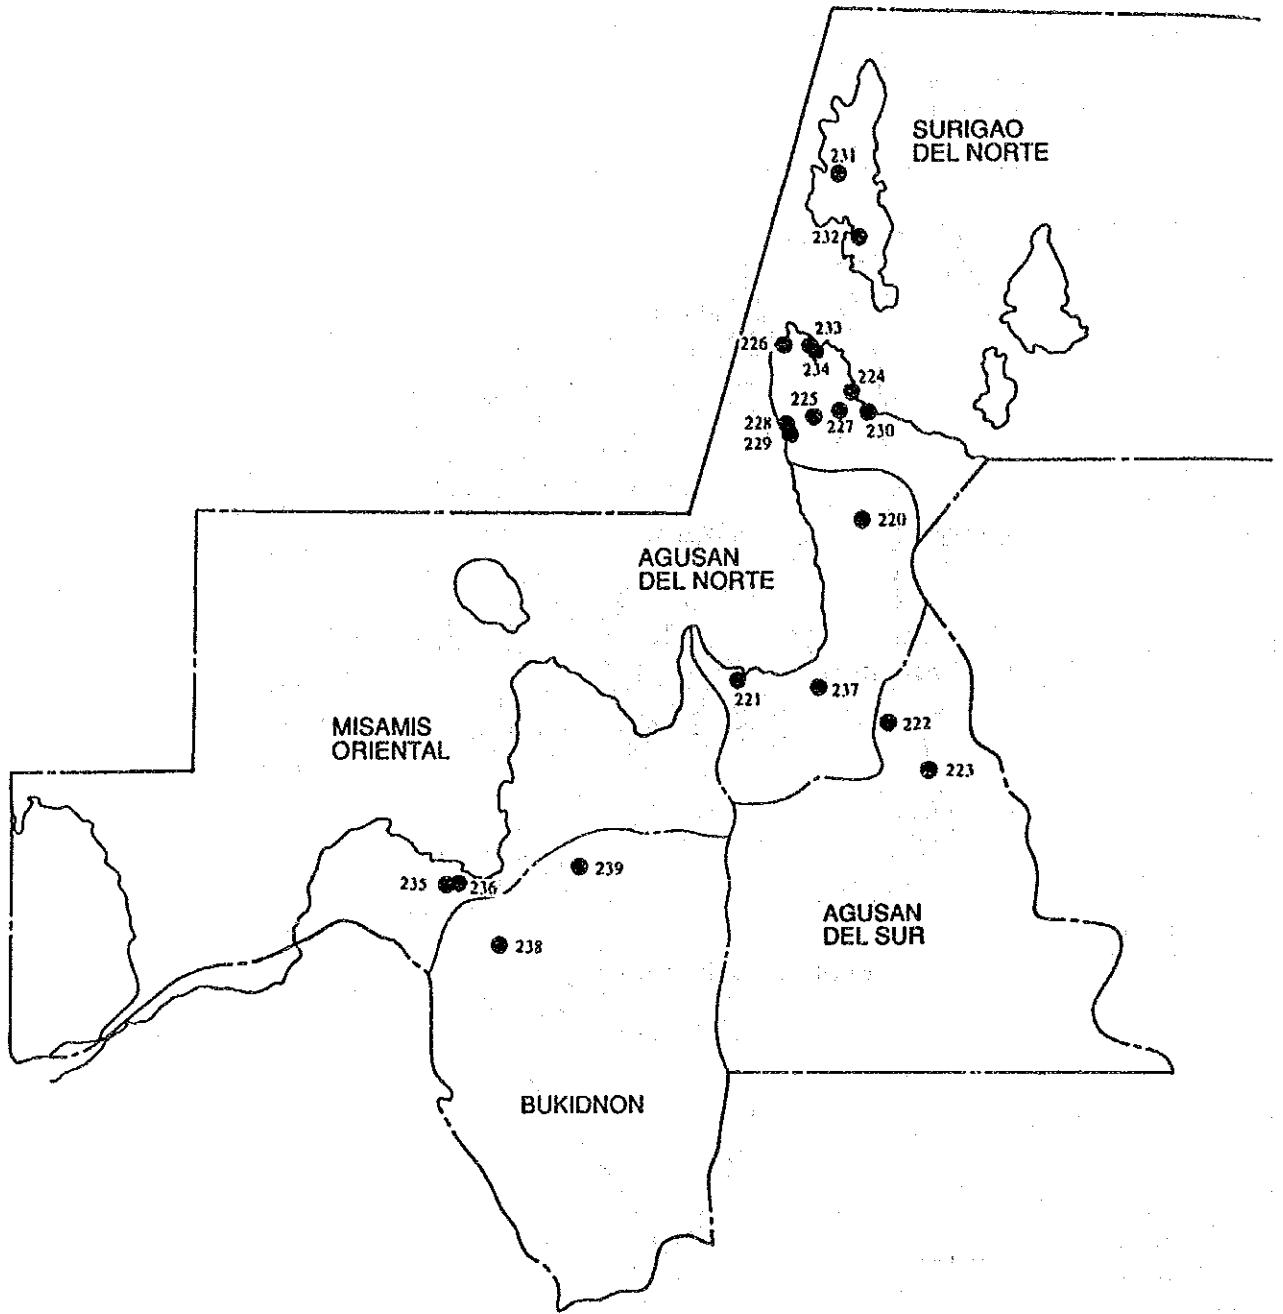 SURIGAO
DEL NORTE
231
232
226
233
234
224
225
227
230
228
229
220
AGUSAN
DEL NORTE
221
237
222
223
MISAMIS
ORIENTAL
239
235
236
238
AGUSAN
DEL SUR
BUKIDNON